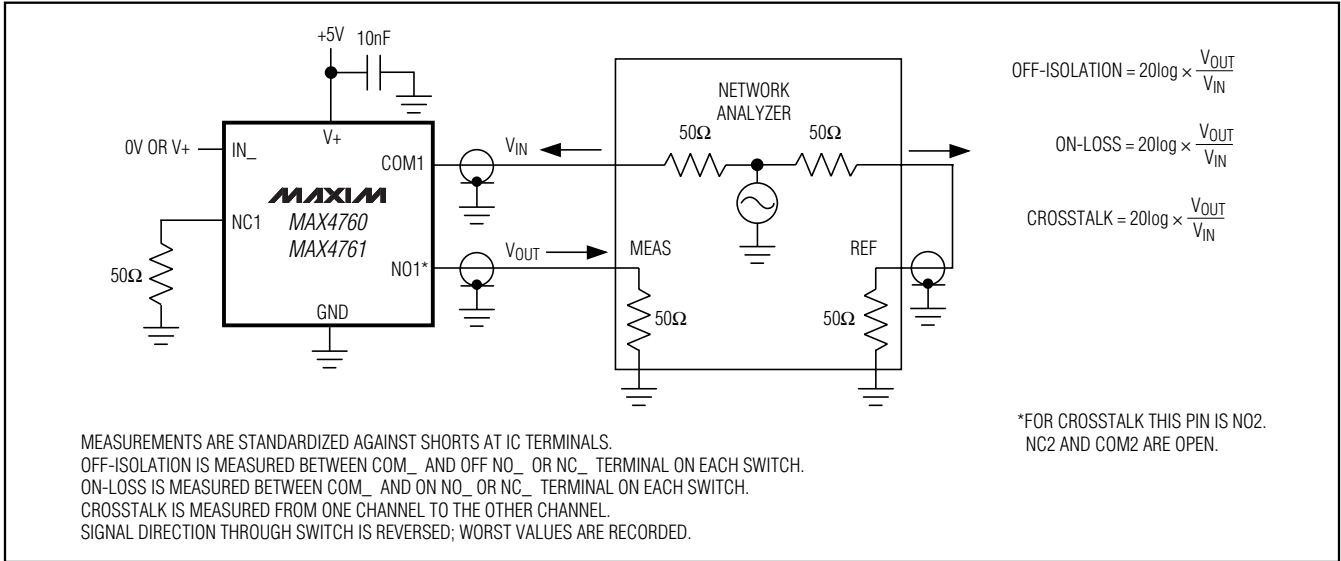 +5V 10nF
V+
0V OR V+
IN_
COM1
MAXIM
MAX4760
MAX4761
NC1
NO1*
GND
50Ω
VIN
VOUT
NETWORK
ANALYZER
50Ω 50Ω
MEAS REF
50Ω 50Ω
OFF-ISOLATION = 20log × VOUT
VIN
ON-LOSS = 20log × VOUT
VIN
CROSSTALK = 20log × VOUT
VIN
*FOR CROSSTALK THIS PIN IS NO2.
NC2 AND COM2 ARE OPEN.
MEASUREMENTS ARE STANDARDIZED AGAINST SHORTS AT IC TERMINALS.
OFF-ISOLATION IS MEASURED BETWEEN COM_ AND OFF NO_ OR NC_ TERMINAL ON EACH SWITCH.
ON-LOSS IS MEASURED BETWEEN COM_ AND ON NO_ OR NC_ TERMINAL ON EACH SWITCH.
CROSSTALK IS MEASURED FROM ONE CHANNEL TO THE OTHER CHANNEL.
SIGNAL DIRECTION THROUGH SWITCH IS REVERSED; WORST VALUES ARE RECORDED.